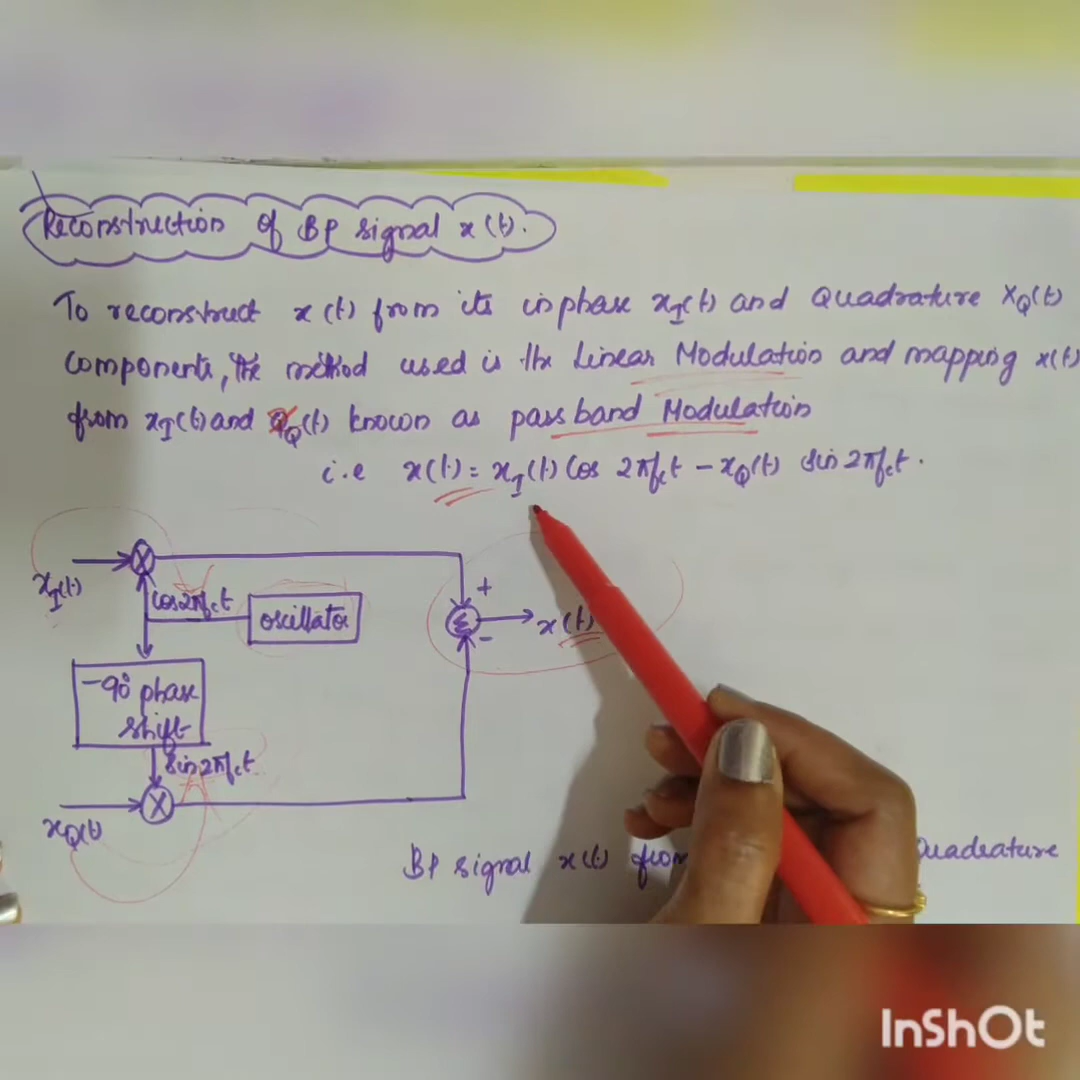 Reconstruction of BP signal x(t).
To reconstruct x(t) from its inphase xI(t) and Quadrature XQ(t)
components, the method used is the Linear Modulation and mapping x(t)
from xI(t) and Q(t) known as passband Modulation
i.e x(t) = xI(t) Cos 2πfct - xQ(t) Sin 2πfct.
xI(t)
X
cos2πfct
oscillator
+
Σ
-
x(t)
-90° phase
shift
sin2πfct
X
xQ(t)
BP signal x(t) from Quadrature
InShOt